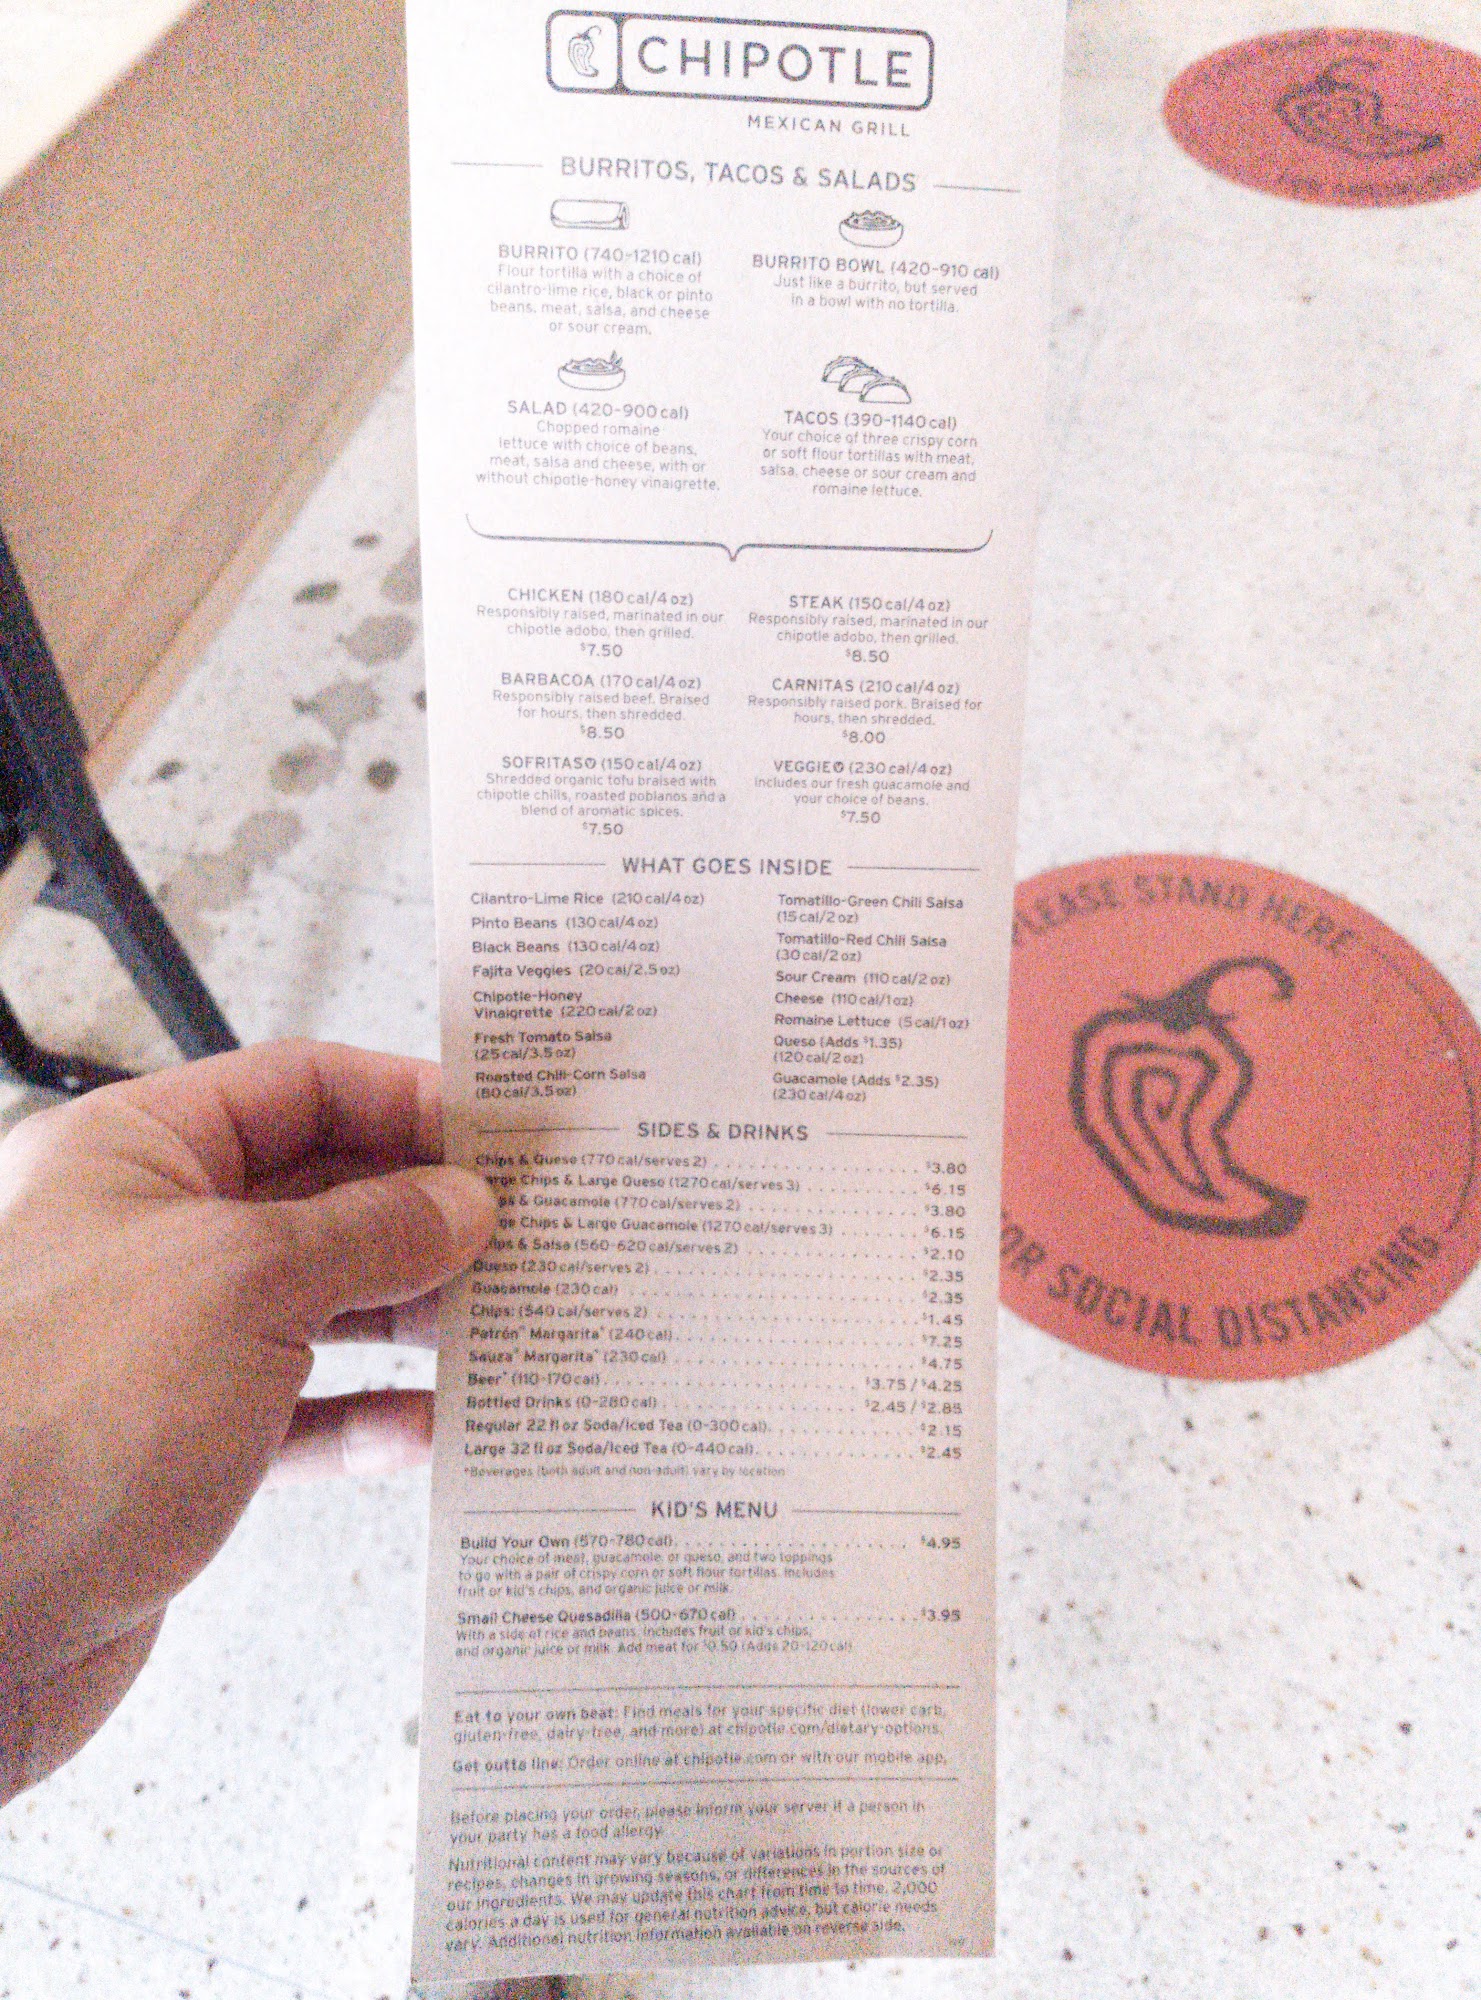 CHIPOTLE
MEXICAN GRILL
BURRITOS, TACOS & SALADS
BURRITO (740-1210 cal)
Flour tortilla with a choice of
cilantro-lime rice, black or pinto
beans, meat, salsa, and cheese
or sour cream.
BURRITO BOWL (420-910 cal)
Just like a burrito, but served
in a bowl with no tortilla.
SALAD (420-900 cal)
Chopped romaine
lettuce with choice of beans,
meat, salsa and cheese, with or
without chipotle-honey vinaigrette.
TACOS (390-1140 cal)
Your choice of three crispy corn
or soft flour tortillas with meat,
salsa, cheese or sour cream and
romaine lettuce.
CHICKEN (180 cal/4 oz)
Responsibly raised, marinated in our
chipotle adobo, then grilled.
$7.50
STEAK (150 cal/4 oz)
Responsibly raised, marinated in our
chipotle adobo, then grilled.
$8.50
BARBACOA (170 cal/4 oz)
Responsibly raised beef. Braised
for hours, then shredded.
$8.50
CARNITAS (210 cal/4 oz)
Responsibly raised pork. Braised for
hours, then shredded.
$8.00
SOFRITAS (150 cal/4 oz)
Shredded organic tofu braised with
chipotle chilis, roasted poblanos and a
blend of aromatic spices.
$7.50
VEGGIE (230 cal/4 oz)
Includes our fresh guacamole and
your choice of beans.
$7.50
WHAT GOES INSIDE
Cilantro-Lime Rice (210 cal/4 oz)
Pinto Beans (130 cal/4 oz)
Black Beans (130 cal/4 oz)
Fajita Veggies (20 cal/2.5 oz)
Chipotle-Honey
Vinaigrette (220 cal/2 oz)
Fresh Tomato Salsa
(25 cal/3.5 oz)
Roasted Chili-Corn Salsa
(80 cal/3.5 oz)
Tomatillo-Green Chili Salsa
(15 cal/2 oz)
Tomatillo-Red Chili Salsa
(30 cal/2 oz)
Sour Cream (110 cal/2 oz)
Cheese (110 cal/1 oz)
Romaine Lettuce (5 cal/1 oz)
Queso (Adds $1.35)
(120 cal/2 oz)
Guacamole (Adds $2.35)
(230 cal/4 oz)
SIDES & DRINKS
Chips & Queso (770 cal/serves 2) $3.80
arge Chips & Large Queso (1270 cal/serves 3) $6.15
ps & Guacamole (770 cal/serves 2) $3.80
ge Chips & Large Guacamole (1270 cal/serves 3) $6.15
ips & Salsa (560-620 cal/serves 2) $2.10
Queso (230 cal/serves 2) $2.35
Guacamole (230 cal) $2.35
Chips: (540 cal/serves 2) $1.45
Patrón® Margarita* (240 cal) $7.25
Sauza® Margarita* (230 cal) $4.75
Beer* (110-170 cal) $3.75 / $4.25
Bottled Drinks (0-280 cal) $2.45 / $2.85
Regular 22 fl oz Soda/Iced Tea (0-300 cal) $2.15
Large 32 fl oz Soda/Iced Tea (0-440 cal) $2.45
*Beverages (both adult and non-adult) vary by location
KID'S MENU
Build Your Own (570-780 cal) $4.95
Your choice of meat, guacamole or queso, and two toppings
to go with a pair of crispy corn or soft flour tortillas. Includes
fruit or kid's chips, and organic juice or milk.
Small Cheese Quesadilla (500-670 cal) $3.95
With a side of rice and beans. Includes fruit or kid's chips,
and organic juice or milk. Add meat for $0.50 (Adds 20-120 cal)
Eat to your own beat: Find meals for your specific diet (lower carb,
gluten-free, dairy-free, and more) at chipotle.com/dietary-options.
Get outta line: Order online at chipotle.com or with our mobile app.
Before placing your order, please inform your server if a person in
your party has a food allergy.
Nutritional content may vary because of variations in portion size or
recipes, changes in growing seasons, or differences in the sources of
our ingredients. We may update this chart from time to time. 2,000
calories a day is used for general nutrition advice, but calorie needs
vary. Additional nutrition information available on reverse side.
PLEASE STAND HERE
FOR SOCIAL DISTANCING